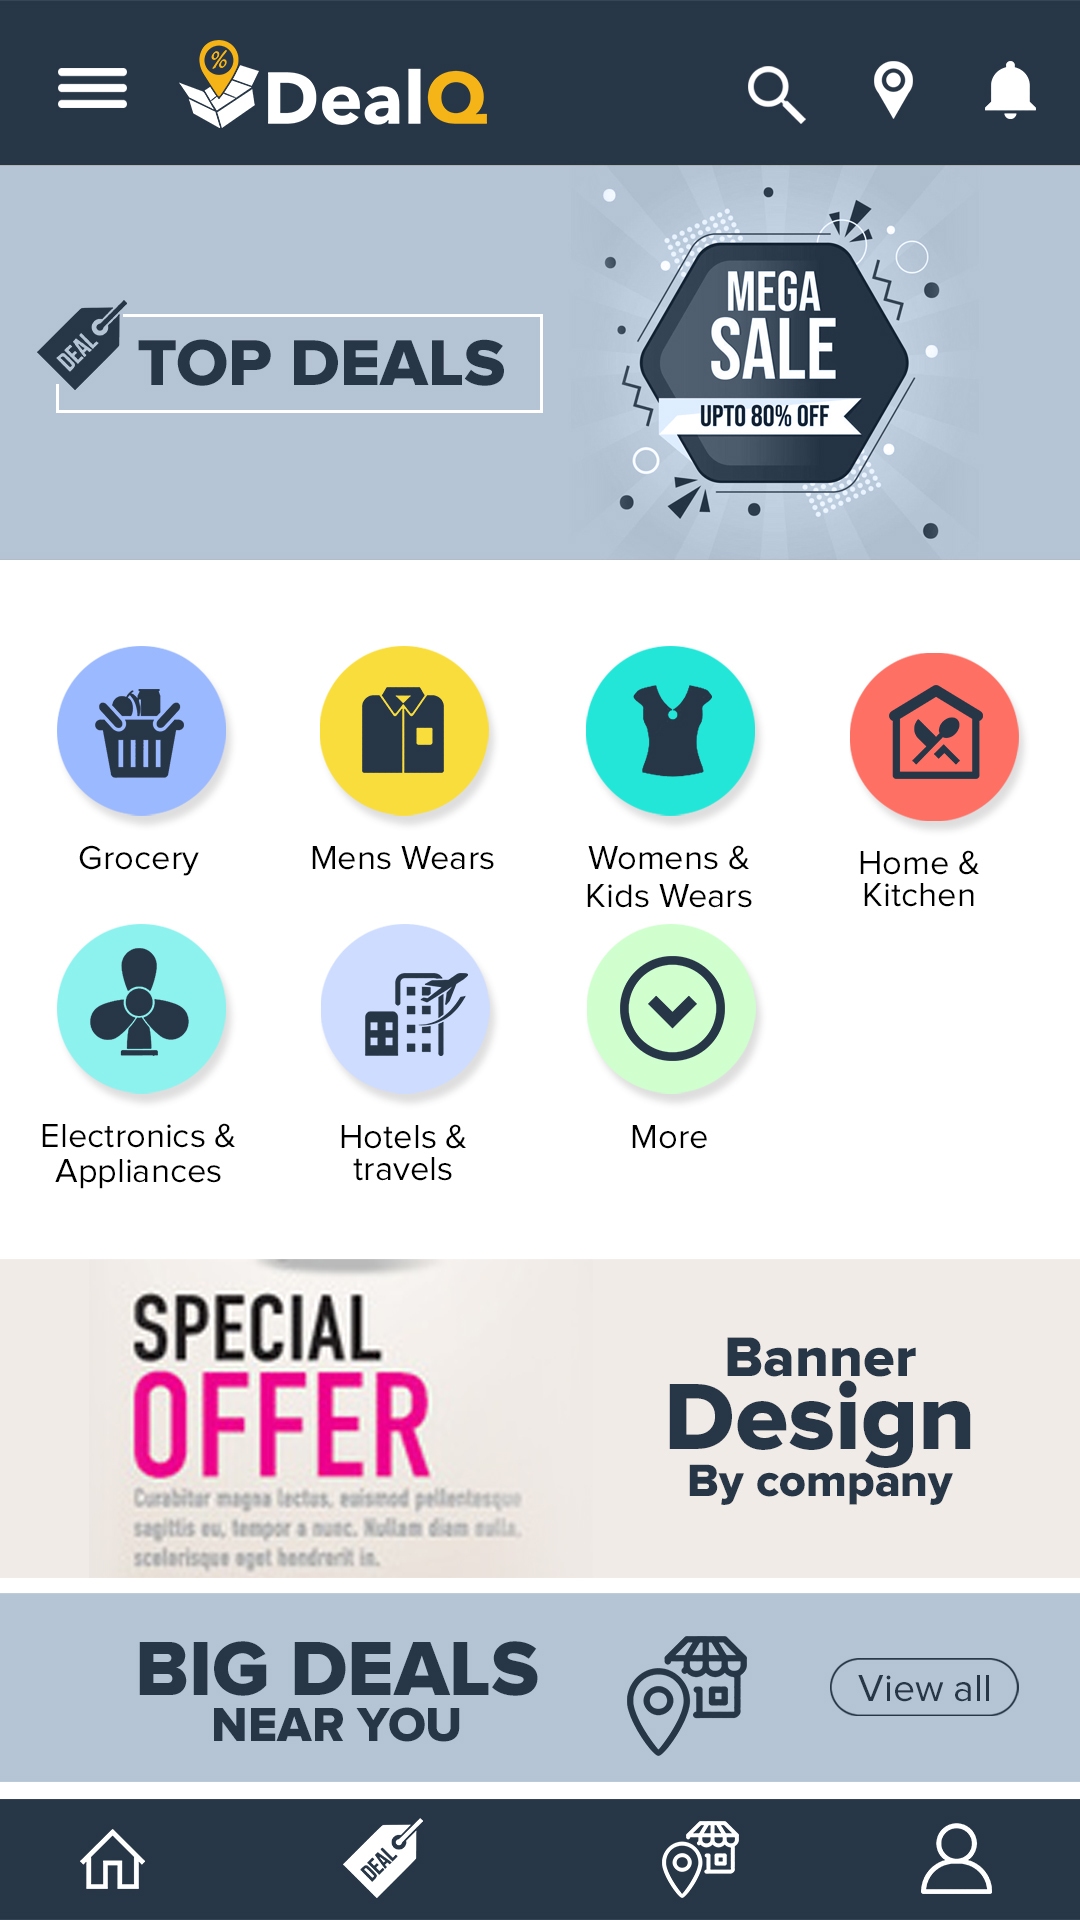 % DealQ
DEAL
TOP DEALS
MEGA
SALE
UPTO 80% OFF
Grocery
Mens Wears
Womens &
Kids Wears
Home &
Kitchen
Electronics &
Appliances
Hotels &
travels
More
SPECIAL
OFFER
Curabitur magna lectus, euismod pellentesque
sagittis eu, tempor a nunc. Nullam diam nulla,
scelerisque eget hendrerit in.
Banner
Design
By company
BIG DEALS
NEAR YOU
View all
DEAL